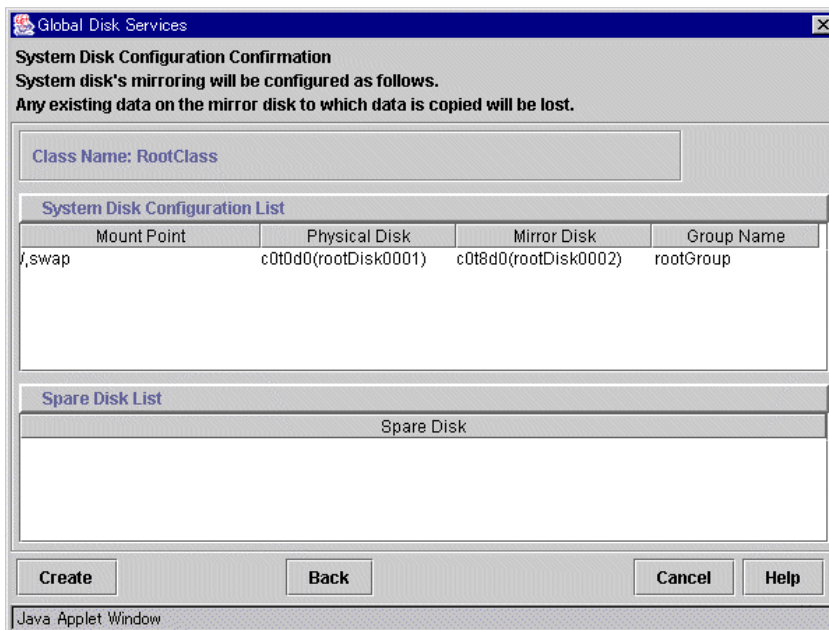 Global Disk Services
System Disk Configuration Confirmation
System disk's mirroring will be configured as follows.
Any existing data on the mirror disk to which data is copied will be lost.
Class Name: RootClass
System Disk Configuration List
Mount Point Physical Disk Mirror Disk Group Name
/,swap c0t0d0(rootDisk0001) c0t8d0(rootDisk0002) rootGroup
Spare Disk List
Spare Disk
Create Back Cancel Help
Java Applet Window